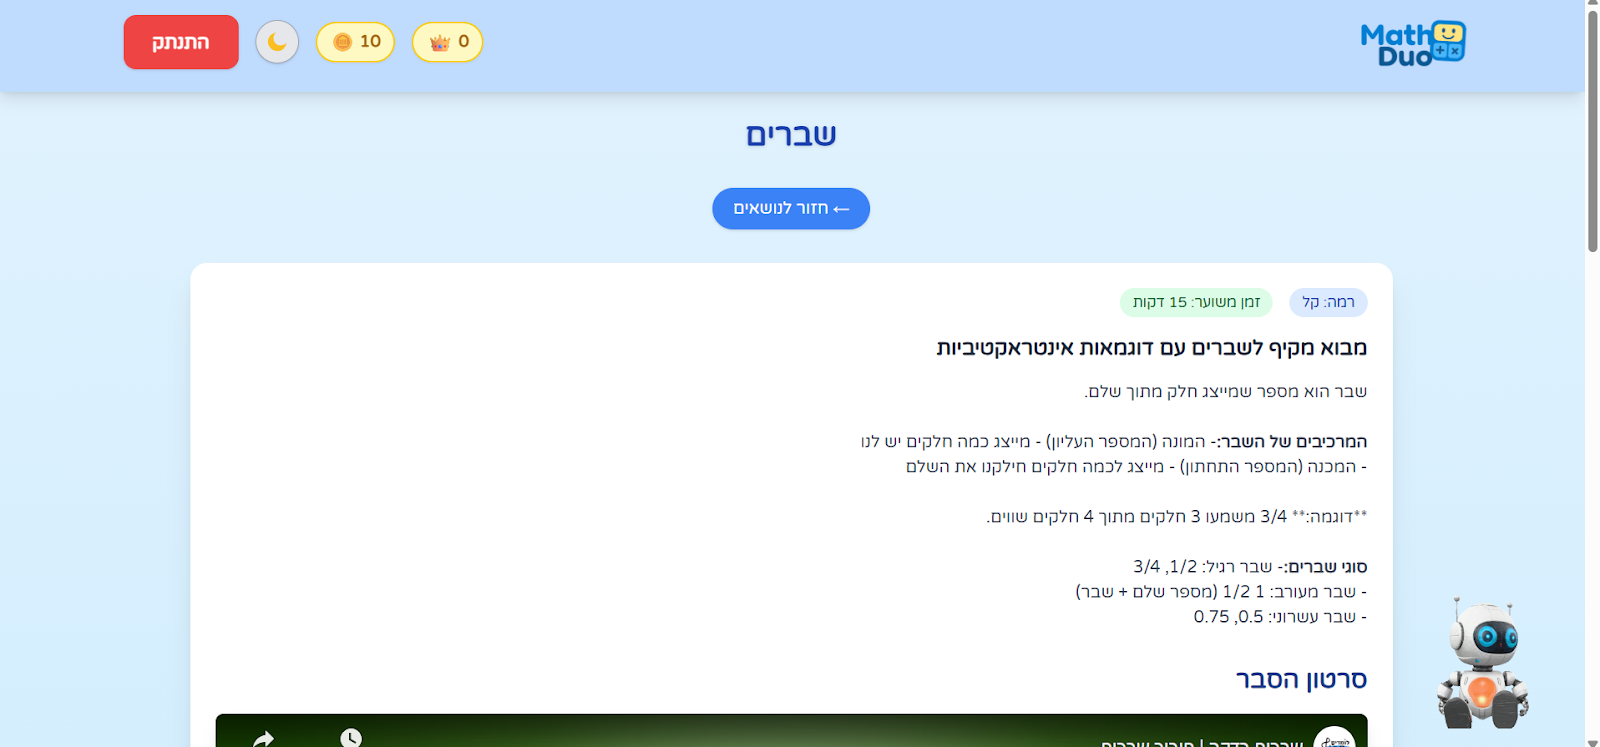 Math
Duo
0
10
התנתק
שברים
← חזור לנושאים
רמה: קל
זמן משוער: 15 דקות
מבוא מקיף לשברים עם דוגמאות אינטראקטיביות
שבר הוא מספר שמייצג חלק מתוך שלם.
המרכיבים של השבר:- המונה (המספר העליון) - מייצג כמה חלקים יש לנו
- המכנה (המספר התחתון) - מייצג לכמה חלקים חילקנו את השלם
**דוגמה:** 3/4 משמעו 3 חלקים מתוך 4 חלקים שווים.
סוגי שברים:- שבר רגיל: 1/2, 3/4
- שבר מעורב: 1 1/2 (מספר שלם + שבר)
- שבר עשרוני: 0.5, 0.75
סרטון הסבר